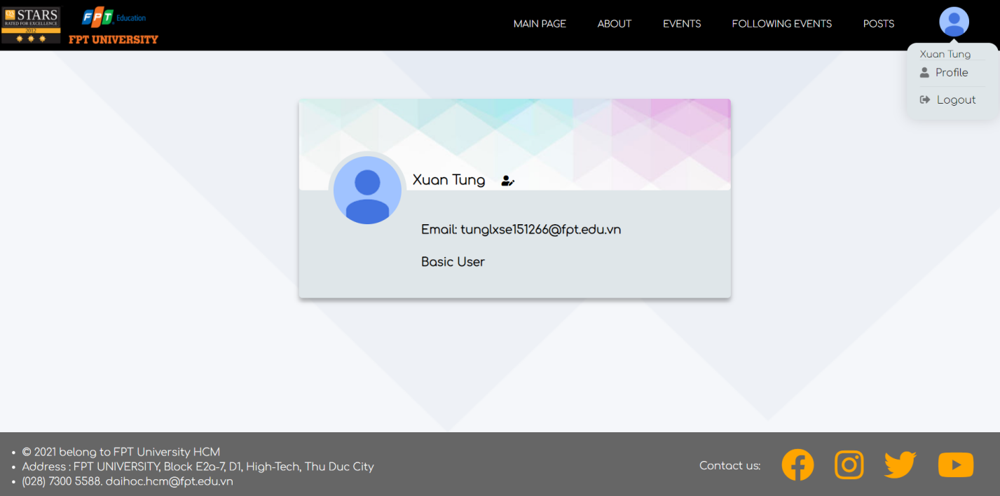 QS STARS
RATED FOR EXCELLENCE
2012
FPT Education
FPT UNIVERSITY
MAIN PAGE
ABOUT
EVENTS
FOLLOWING EVENTS
POSTS
Xuan Tung
Profile
Logout
Xuan Tung
Email: tunglxse151266@fpt.edu.vn
Basic User
• © 2021 belong to FPT University HCM
• Address : FPT UNIVERSITY, Block E2a-7, D1, High-Tech, Thu Duc City
• (028) 7300 5588. daihoc.hcm@fpt.edu.vn
Contact us: